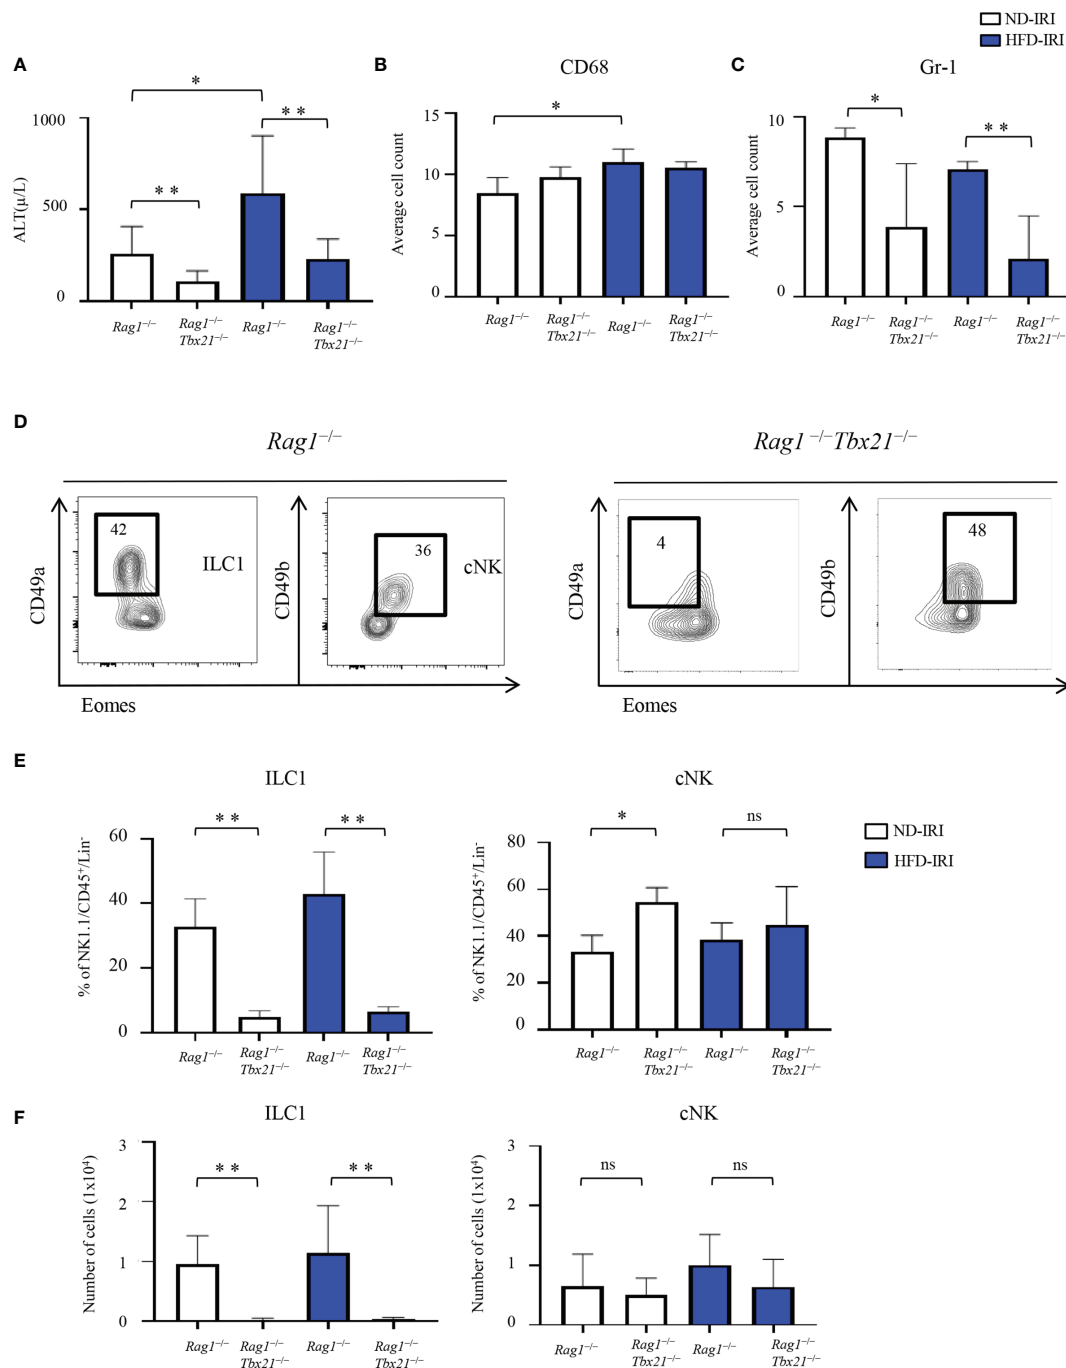 ND-IRI
HFD-IRI
A
*
* *
* *
1000
500
0
ALT(µ/L)
Rag1⁻/⁻
Rag1⁻/⁻
Tbx21⁻/⁻
Rag1⁻/⁻
Rag1⁻/⁻
Tbx21⁻/⁻
B
CD68
*
15
10
5
0
Average cell count
Rag1⁻/⁻
Rag1⁻/⁻
Tbx21⁻/⁻
Rag1⁻/⁻
Rag1⁻/⁻
Tbx21⁻/⁻
C
Gr-1
*
* *
10
5
0
Average cell count
Rag1⁻/⁻
Rag1⁻/⁻
Tbx21⁻/⁻
Rag1⁻/⁻
Rag1⁻/⁻
Tbx21⁻/⁻
D
Rag1⁻/⁻
Rag1⁻/⁻Tbx21⁻/⁻
42
ILC1
CD49a
36
cNK
CD49b
Eomes
4
CD49a
48
CD49b
Eomes
E
ILC1
* *
* *
60
40
20
0
% of NK1.1/CD45⁺/Lin⁻
Rag1⁻/⁻
Rag1⁻/⁻
Tbx21⁻/⁻
Rag1⁻/⁻
Rag1⁻/⁻
Tbx21⁻/⁻
cNK
*
ns
80
60
40
20
0
% of NK1.1/CD45⁺/Lin⁻
Rag1⁻/⁻
Rag1⁻/⁻
Tbx21⁻/⁻
Rag1⁻/⁻
Rag1⁻/⁻
Tbx21⁻/⁻
ND-IRI
HFD-IRI
F
ILC1
* *
* *
3
2
1
0
Number of cells (1x10⁴)
Rag1⁻/⁻
Rag1⁻/⁻
Tbx21⁻/⁻
Rag1⁻/⁻
Rag1⁻/⁻
Tbx21⁻/⁻
cNK
ns
ns
3
2
1
0
Number of cells (1x10⁴)
Rag1⁻/⁻
Rag1⁻/⁻
Tbx21⁻/⁻
Rag1⁻/⁻
Rag1⁻/⁻
Tbx21⁻/⁻